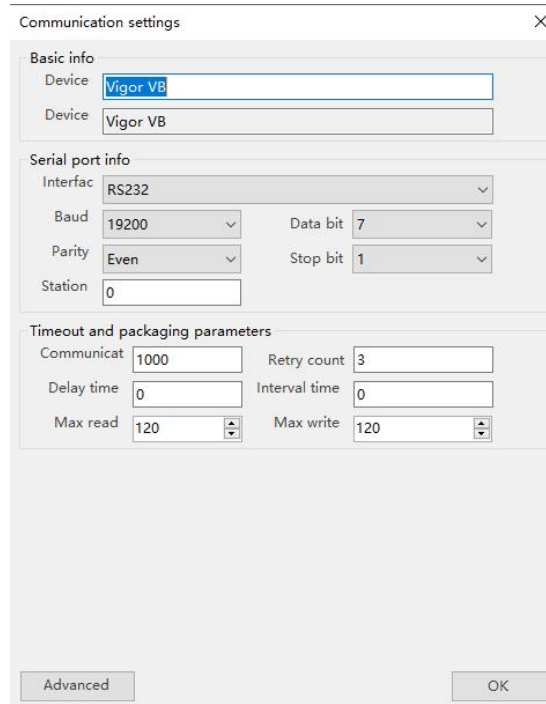 Communication settings
Basic info
Device Vigor VB
Device Vigor VB
Serial port info
Interfac RS232
Baud 19200 Data bit 7
Parity Even Stop bit 1
Station 0
Timeout and packaging parameters
Communicat 1000 Retry count 3
Delay time 0 Interval time 0
Max read 120 Max write 120
Advanced OK